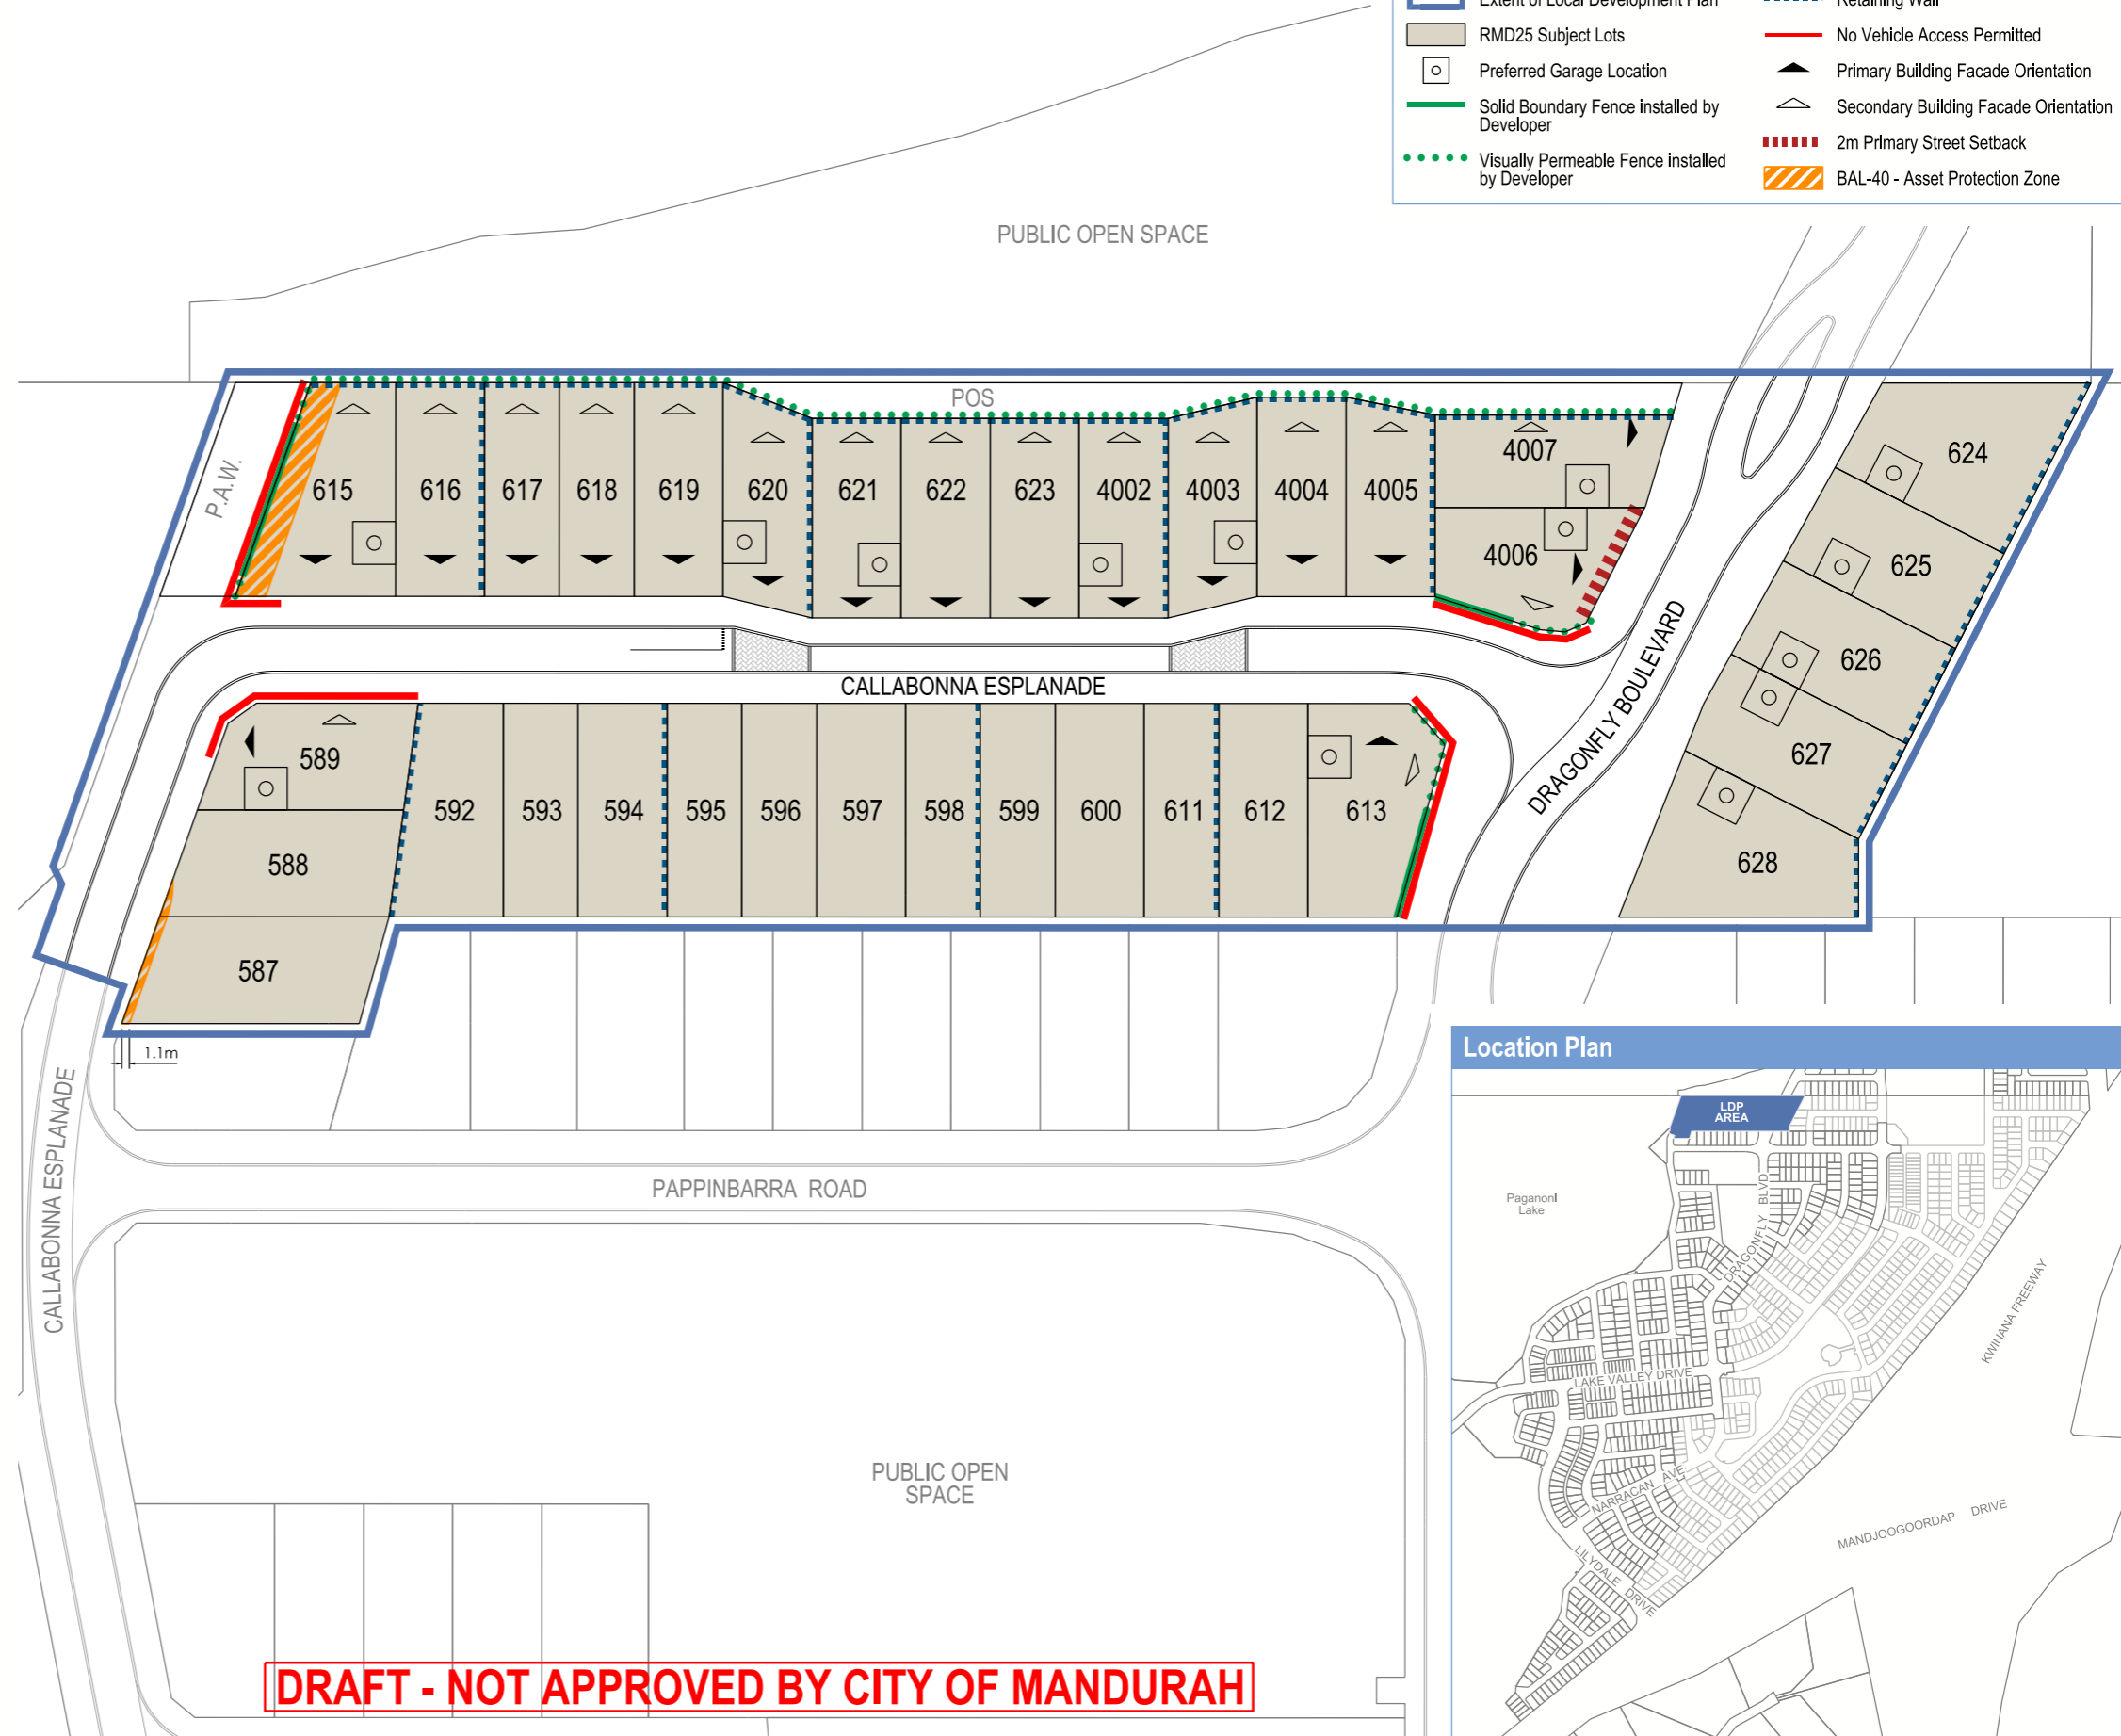 Extent of Local Development Plan
Retaining Wall
RMD25 Subject Lots
No Vehicle Access Permitted
Preferred Garage Location
Primary Building Facade Orientation
Solid Boundary Fence installed by
Developer
Secondary Building Facade Orientation
2m Primary Street Setback
Visually Permeable Fence installed
by Developer
BAL-40 - Asset Protection Zone
PUBLIC OPEN SPACE
POS
P.A.W.
615
616
617
618
619
620
621
622
623
4002
4003
4004
4005
4007
4006
624
625
626
627
628
CALLABONNA ESPLANADE
DRAGONFLY BOULEVARD
589
588
587
592
593
594
595
596
597
598
599
600
611
612
613
1.1m
CALLABONNA ESPLANADE
PAPPINBARRA ROAD
PUBLIC OPEN
SPACE
DRAFT - NOT APPROVED BY CITY OF MANDURAH
Location Plan
LDP
AREA
Paganoni
Lake
DRAGONFLY BLVD
KWINANA FREEWAY
LAKE VALLEY DRIVE
NARRACAN AVE
MANDJOOGOORDAP DRIVE
LILYDALE DRIVE